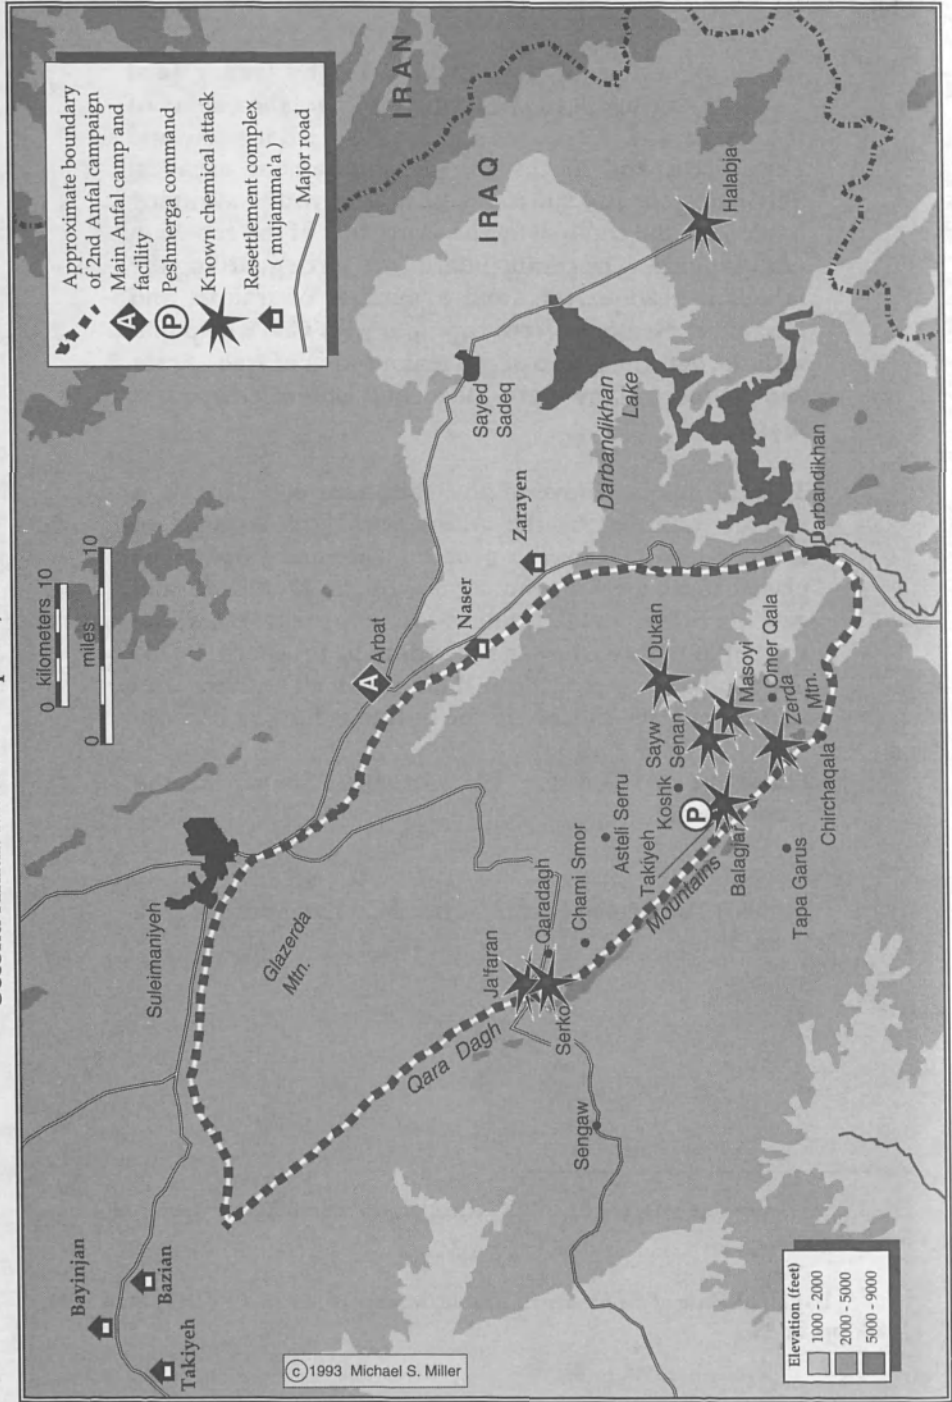 Approximate boundary
of 2nd Anfal campaign
Main Anfal camp and
facility
Peshmerga command
Known chemical attack
Resettlement complex
( mujamma'a )
Major road
A
P
0 kilometers 10
0 miles 10
IRAN
IRAQ
Halabja
Sayed
Sadeq
Darbandikhan
Lake
Darbandikhan
Zarayen
Naser
Arbat
A
Suleimaniyeh
Glazerda
Mtn.
Dukan
Masoyi
Omer Qala
Zerda
Mtn.
Sayw
Senan
Koshk
Takiyeh
P
Asteli Serru
Chami Smor
Balagjar
Mountains
Chirchaqala
Tapa Garus
Qaradagh
Ja'faran
Serko
Qara Dagh
Sengaw
Bayinjan
Bazian
Takiyeh
© 1993 Michael S. Miller
Elevation (feet)
1000 - 2000
2000 - 5000
5000 - 9000